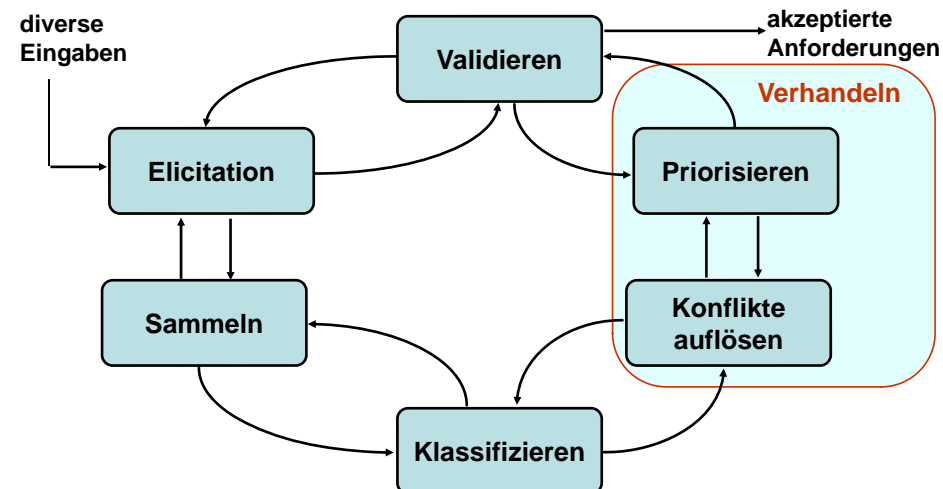 diverse
Eingaben
Validieren
akzeptierte
Anforderungen
Verhandeln
Elicitation
Priorisieren
Sammeln
Konflikte
auflösen
Klassifizieren